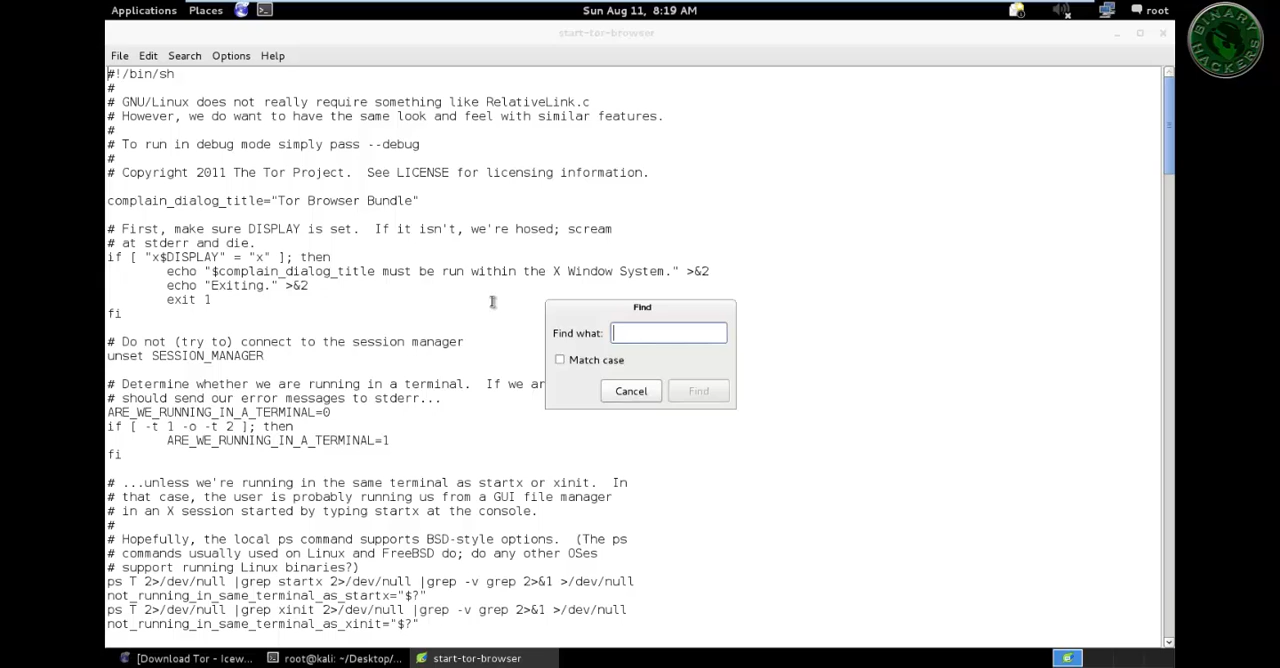 Applications Places Sun Aug 11, 8:19 AM root
BINARY
HACKERS
start-tor-browser
File Edit Search Options Help
#!/bin/sh
#
# GNU/Linux does not really require something like RelativeLink.c
# However, we do want to have the same look and feel with similar features.
#
# To run in debug mode simply pass --debug
#
# Copyright 2011 The Tor Project.  See LICENSE for licensing information.
complain_dialog_title="Tor Browser Bundle"
# First, make sure DISPLAY is set.  If it isn't, we're hosed; scream
# at stderr and die.
if [ "x$DISPLAY" = "x" ]; then
echo "$complain_dialog_title must be run within the X Window System." >&2
echo "Exiting." >&2
exit 1
fi
# Do not (try to) connect to the session manager
unset SESSION_MANAGER
# Determine whether we are running in a terminal.  If we ar
# should send our error messages to stderr...
ARE_WE_RUNNING_IN_A_TERMINAL=0
if [ -t 1 -o -t 2 ]; then
ARE_WE_RUNNING_IN_A_TERMINAL=1
fi
# ...unless we're running in the same terminal as startx or xinit.  In
# that case, the user is probably running us from a GUI file manager
# in an X session started by typing startx at the console.
#
# Hopefully, the local ps command supports BSD-style options.  (The ps
# commands usually used on Linux and FreeBSD do; do any other OSes
# support running Linux binaries?)
ps T 2>/dev/null |grep startx 2>/dev/null |grep -v grep 2>&1 >/dev/null
not_running_in_same_terminal_as_startx="$?"
ps T 2>/dev/null |grep xinit 2>/dev/null |grep -v grep 2>&1 >/dev/null
not_running_in_same_terminal_as_xinit="$?"
Find
Find what:
Match case
Cancel Find
[Download Tor - Icew... root@kali: ~/Desktop/... start-tor-browser